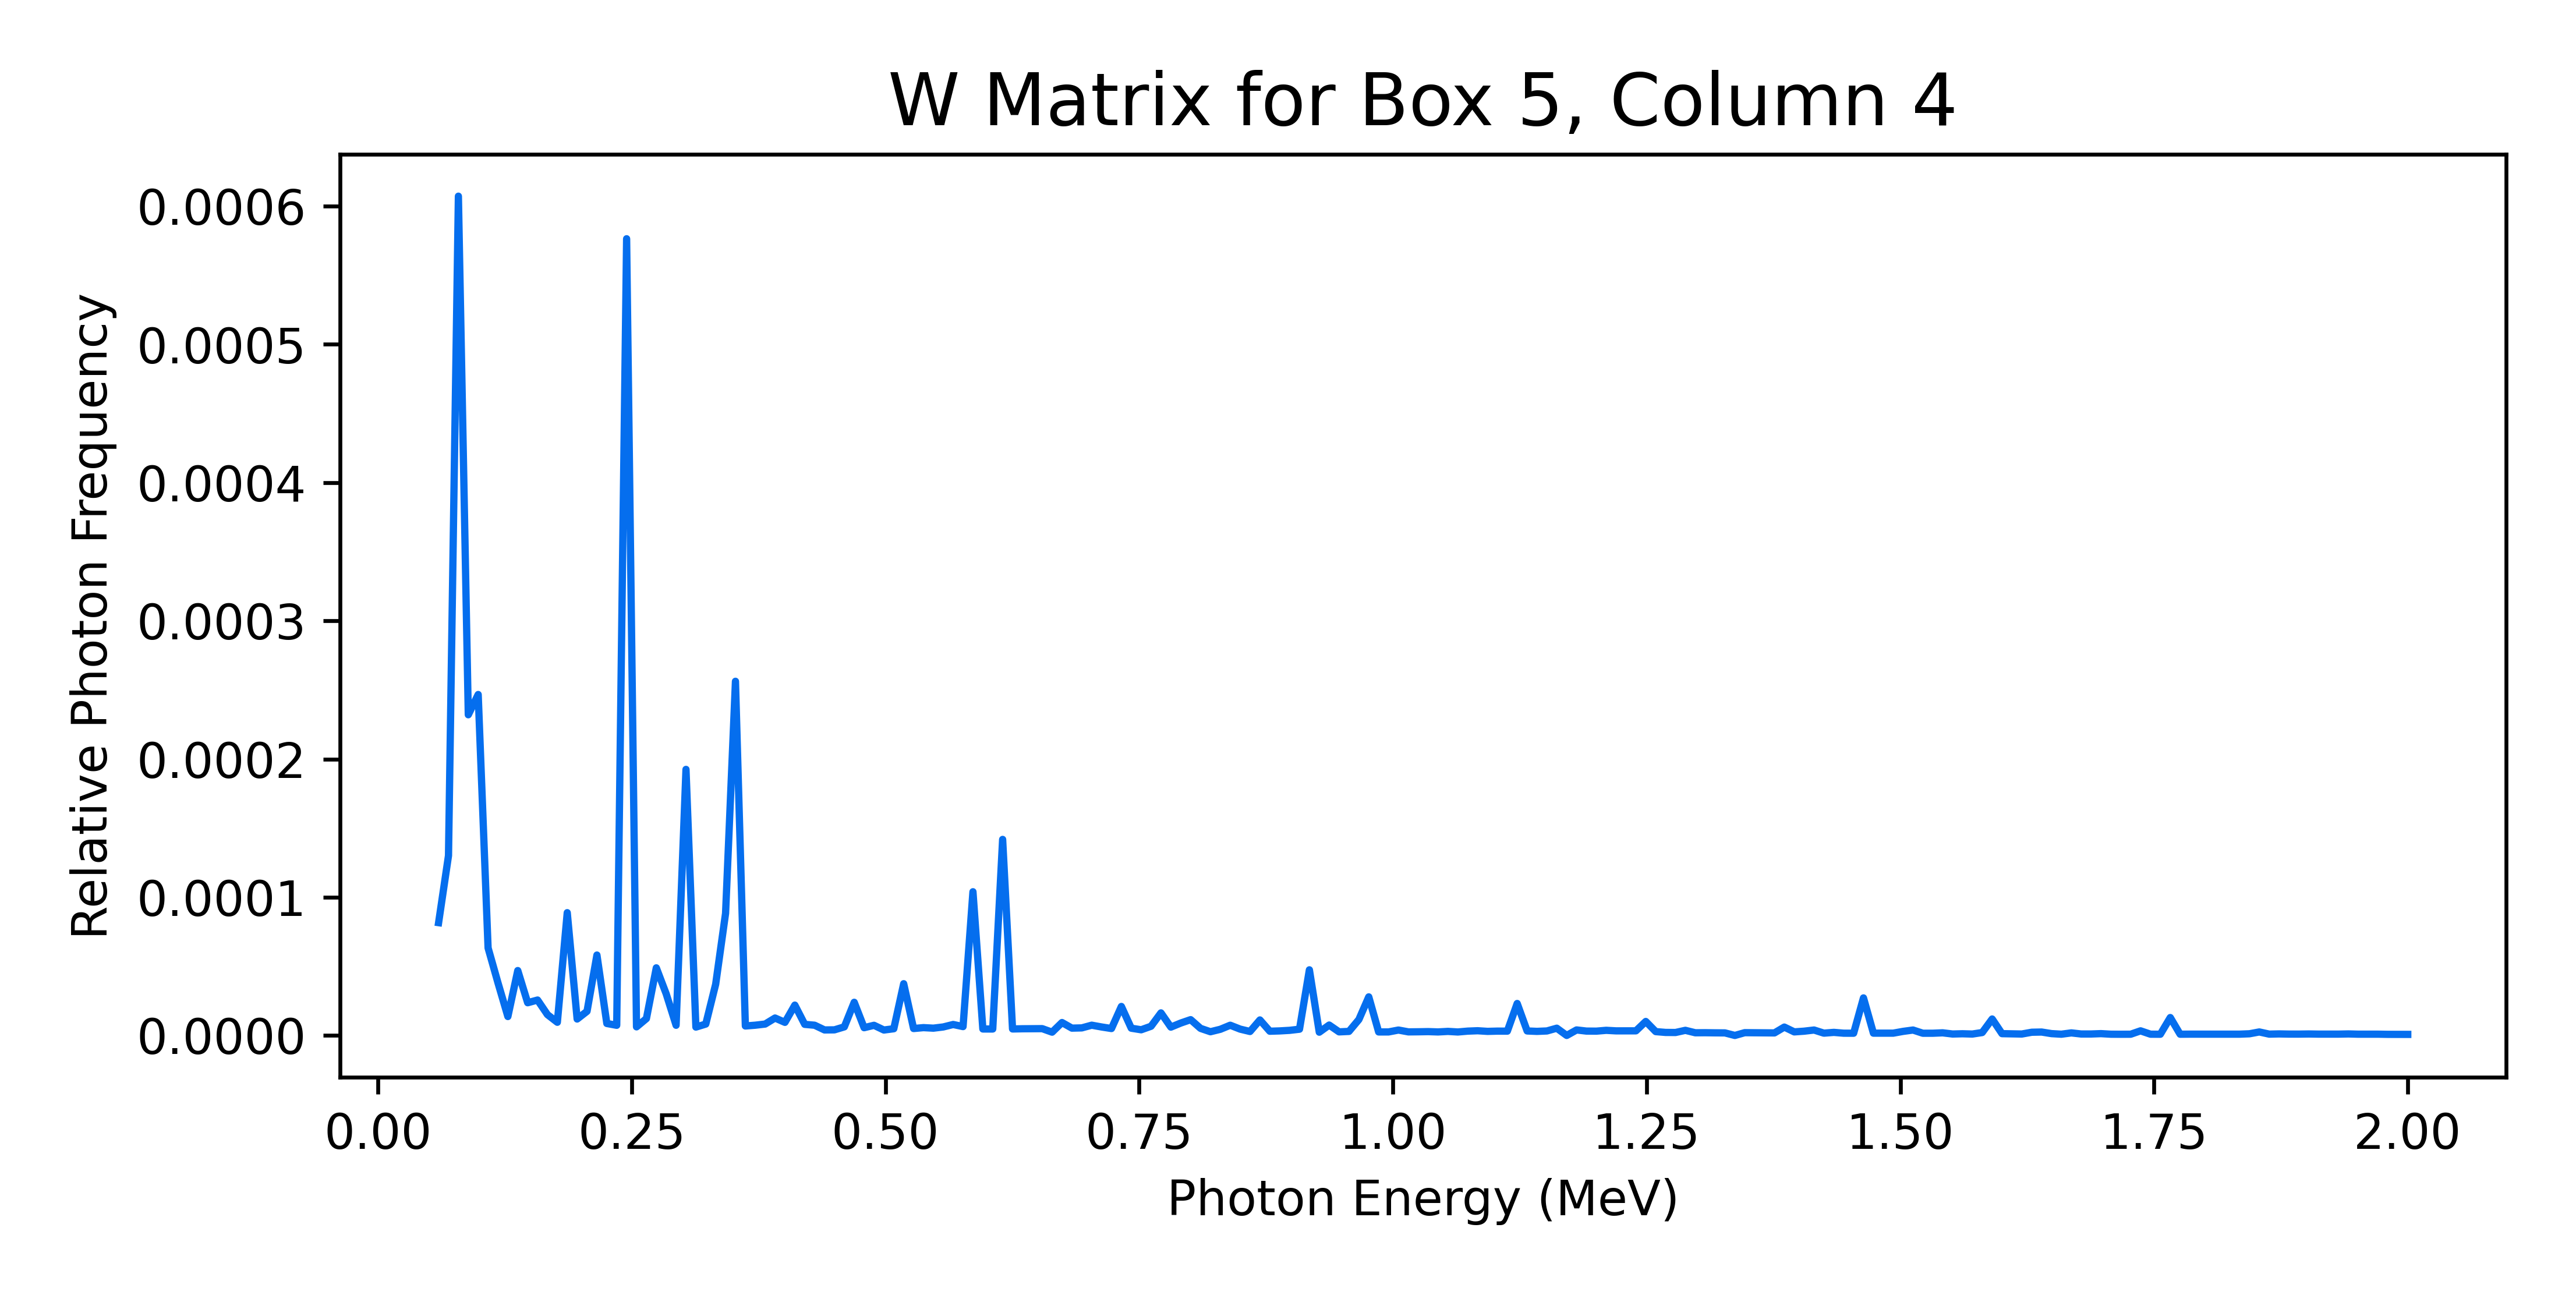 W Matrix for Box 5, Column 4
Relative Photon Frequency
0.0006
0.0005
0.0004
0.0003
0.0002
0.0001
0.0000
0.00 0.25 0.50 0.75 1.00 1.25 1.50 1.75 2.00
Photon Energy (MeV)